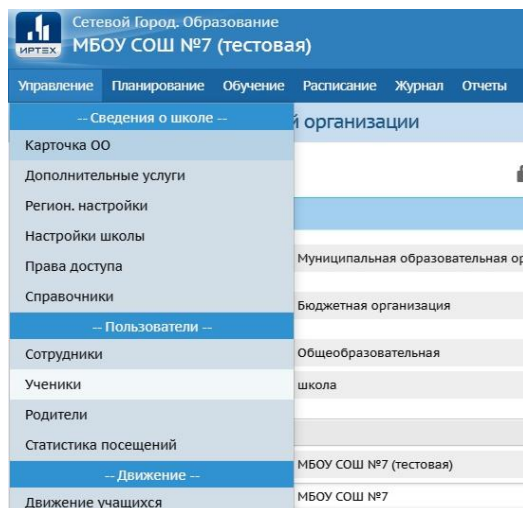 Сетевой Город. Образование
ИРТЕХ МБОУ СОШ №7 (тестовая)
Управление Планирование Обучение Расписание Журнал Отчеты
-- Сведения о школе --
й организации
Карточка ОО
Дополнительные услуги
Регион. настройки
Настройки школы
Права доступа
Муниципальная образовательная ор
Справочники
Бюджетная организация
-- Пользователи --
Сотрудники
Общеобразовательная
Ученики
школа
Родители
Статистика посещений
МБОУ СОШ №7 (тестовая)
-- Движение --
МБОУ СОШ №7
Движение учащихся